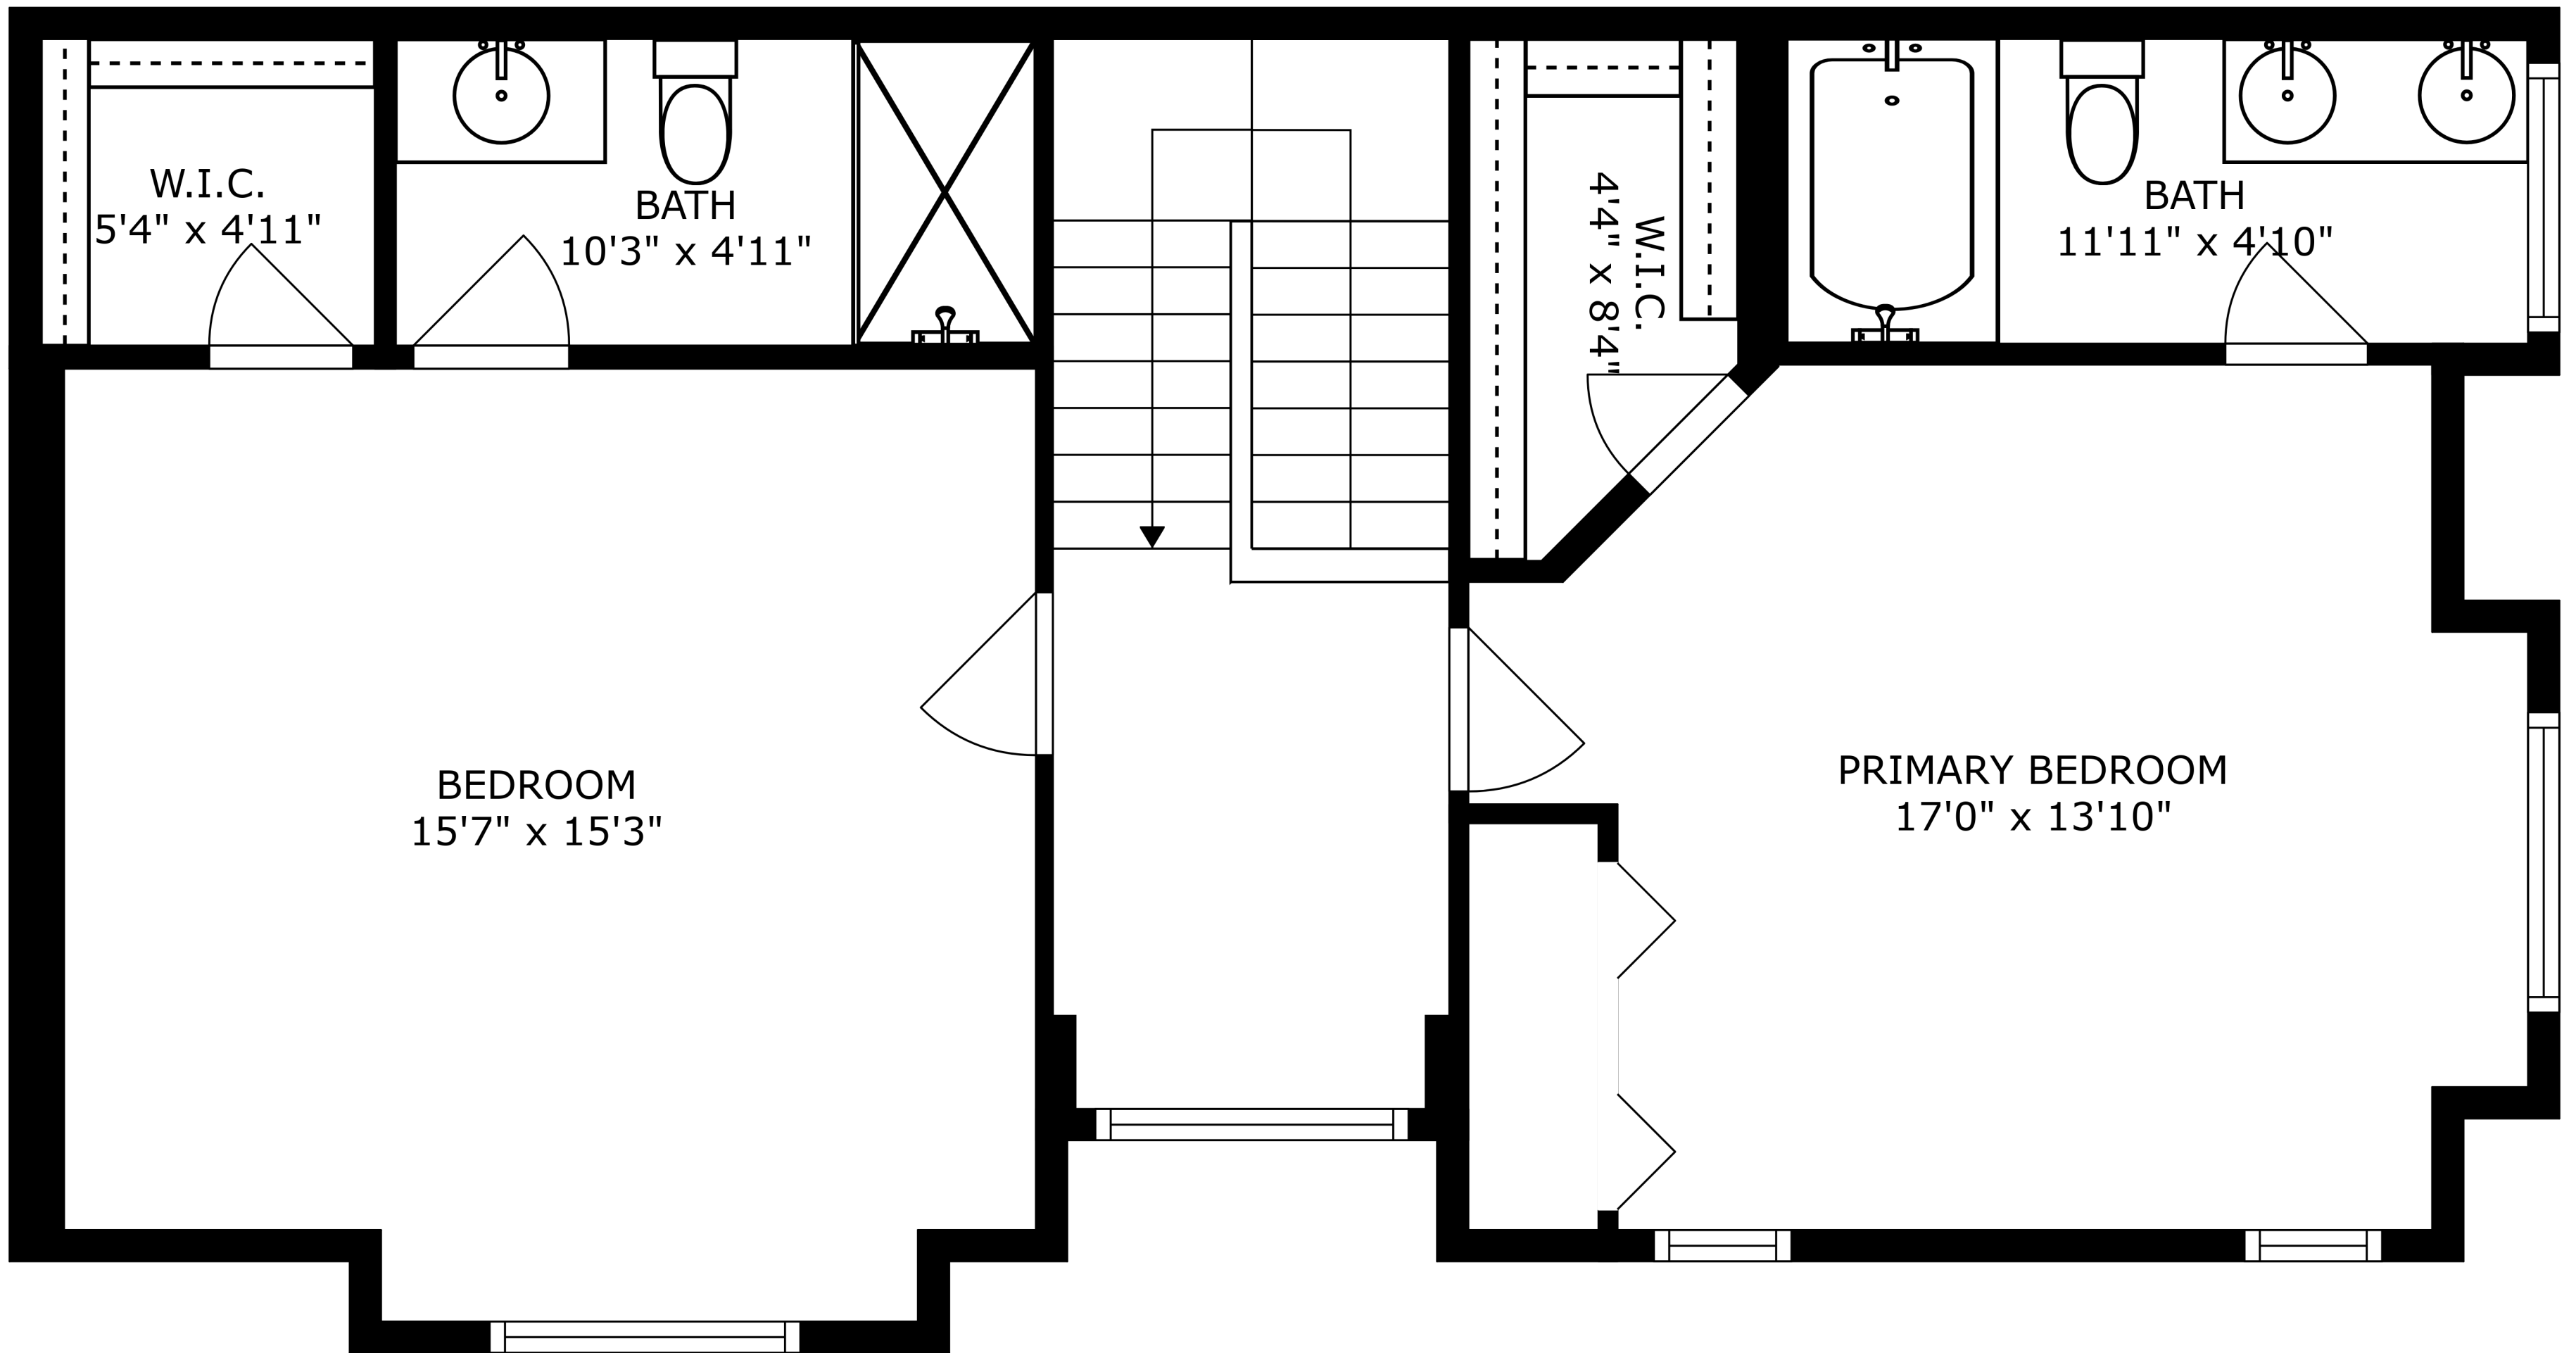 W.I.C.
5'4" x 4'11"
BATH
10'3" x 4'11"
W.I.C.
4'4" x 8'4"
BATH
11'11" x 4'10"
BEDROOM
15'7" x 15'3"
PRIMARY BEDROOM
17'0" x 13'10"